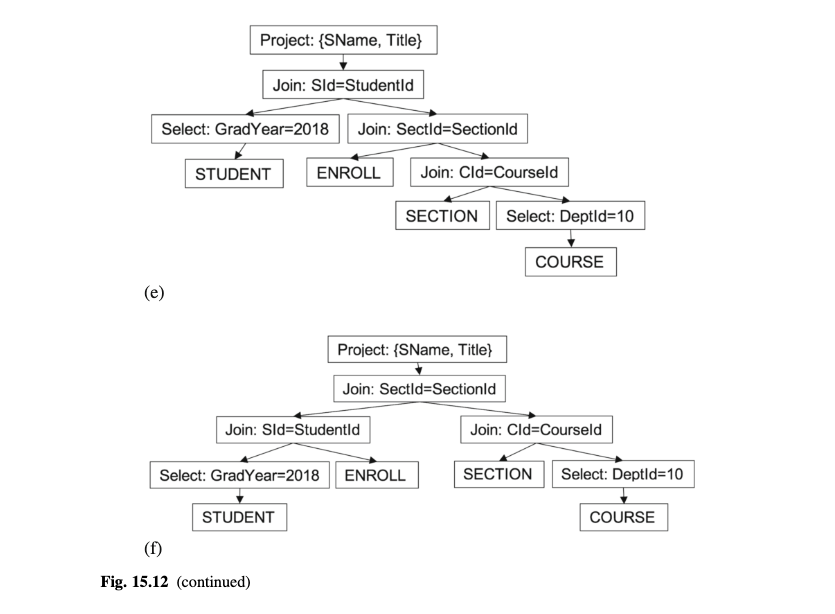 Project: {SName, Title}
Join: SId=StudentId
Select: GradYear=2018
Join: SectId=SectionId
STUDENT
ENROLL
Join: CId=CourseId
SECTION
Select: DeptId=10
COURSE
(e)
Project: {SName, Title}
Join: SectId=SectionId
Join: SId=StudentId
Join: CId=CourseId
Select: GradYear=2018
ENROLL
SECTION
Select: DeptId=10
STUDENT
COURSE
(f)
Fig. 15.12 (continued)